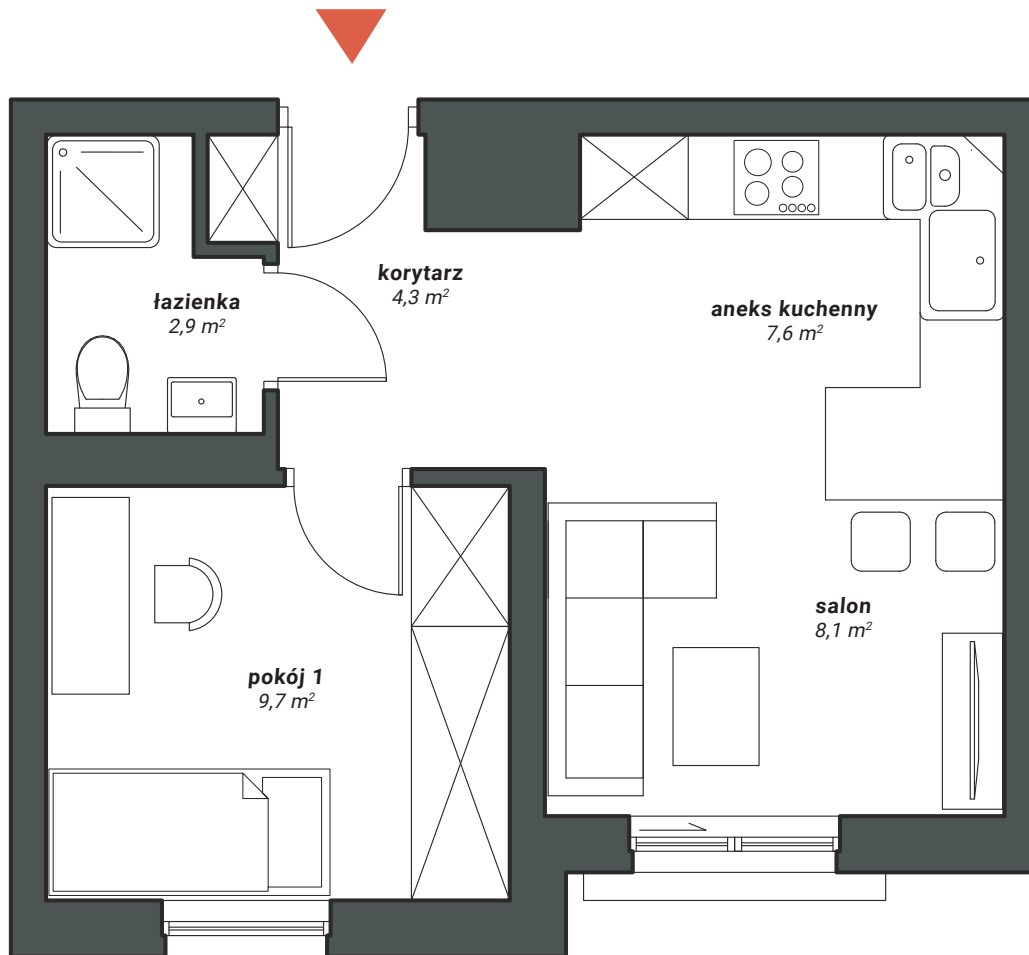 korytarz
4,3 m²
łazienka
2,9 m²
aneks kuchenny
7,6 m²
salon
8,1 m²
pokój 1
9,7 m²